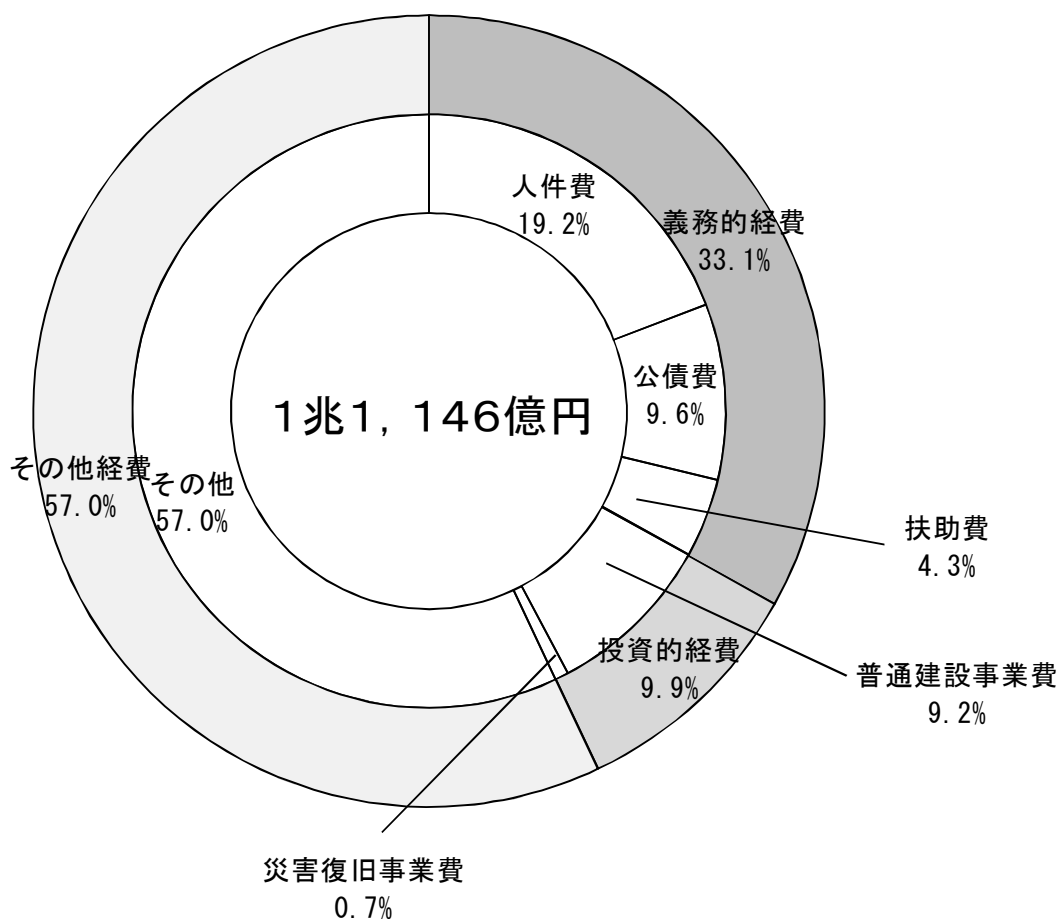 人件費
19.2%
義務的経費
33.1%
公債費
9.6%
1兆1,146億円
その他経費
57.0%
その他
57.0%
扶助費
4.3%
投資的経費
9.9%
普通建設事業費
9.2%
災害復旧事業費
0.7%